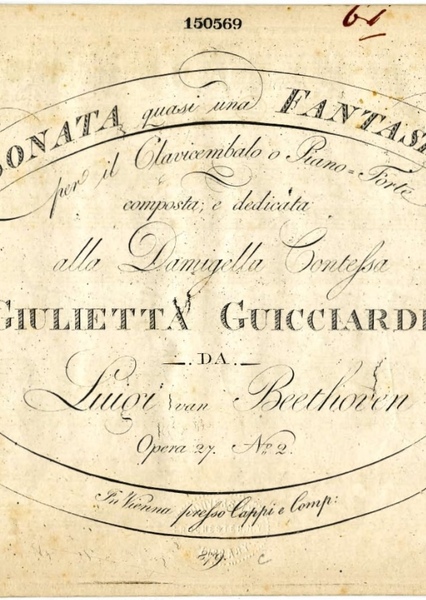 150569
61
SONATA quasi una FANTASI
per il Clavicembalo o Piano=Forte
composta, e dedicata
alla Damigella Contessa
GIULIETTA GUICCIARDI
DA
Luigi van Beethoven
Opera 27. No. 2.
In Vienna presso Cappi e Comp:
879. C